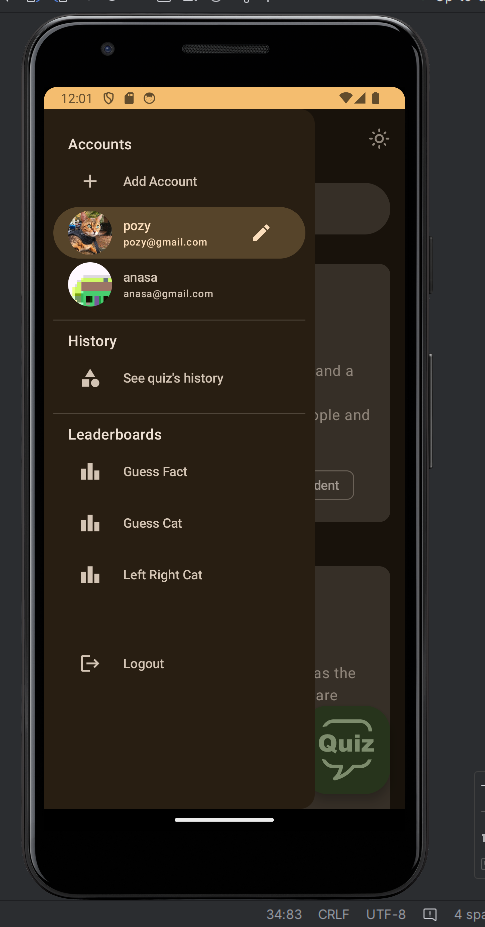 12:01
Accounts
Add Account
pozy
pozy@gmail.com
anasa
anasa@gmail.com
History
See quiz's history
and a
ople and
Leaderboards
Guess Fact
dent
Guess Cat
Left Right Cat
Logout
as the
are
Quiz
34:83 CRLF UTF-8 4 spa